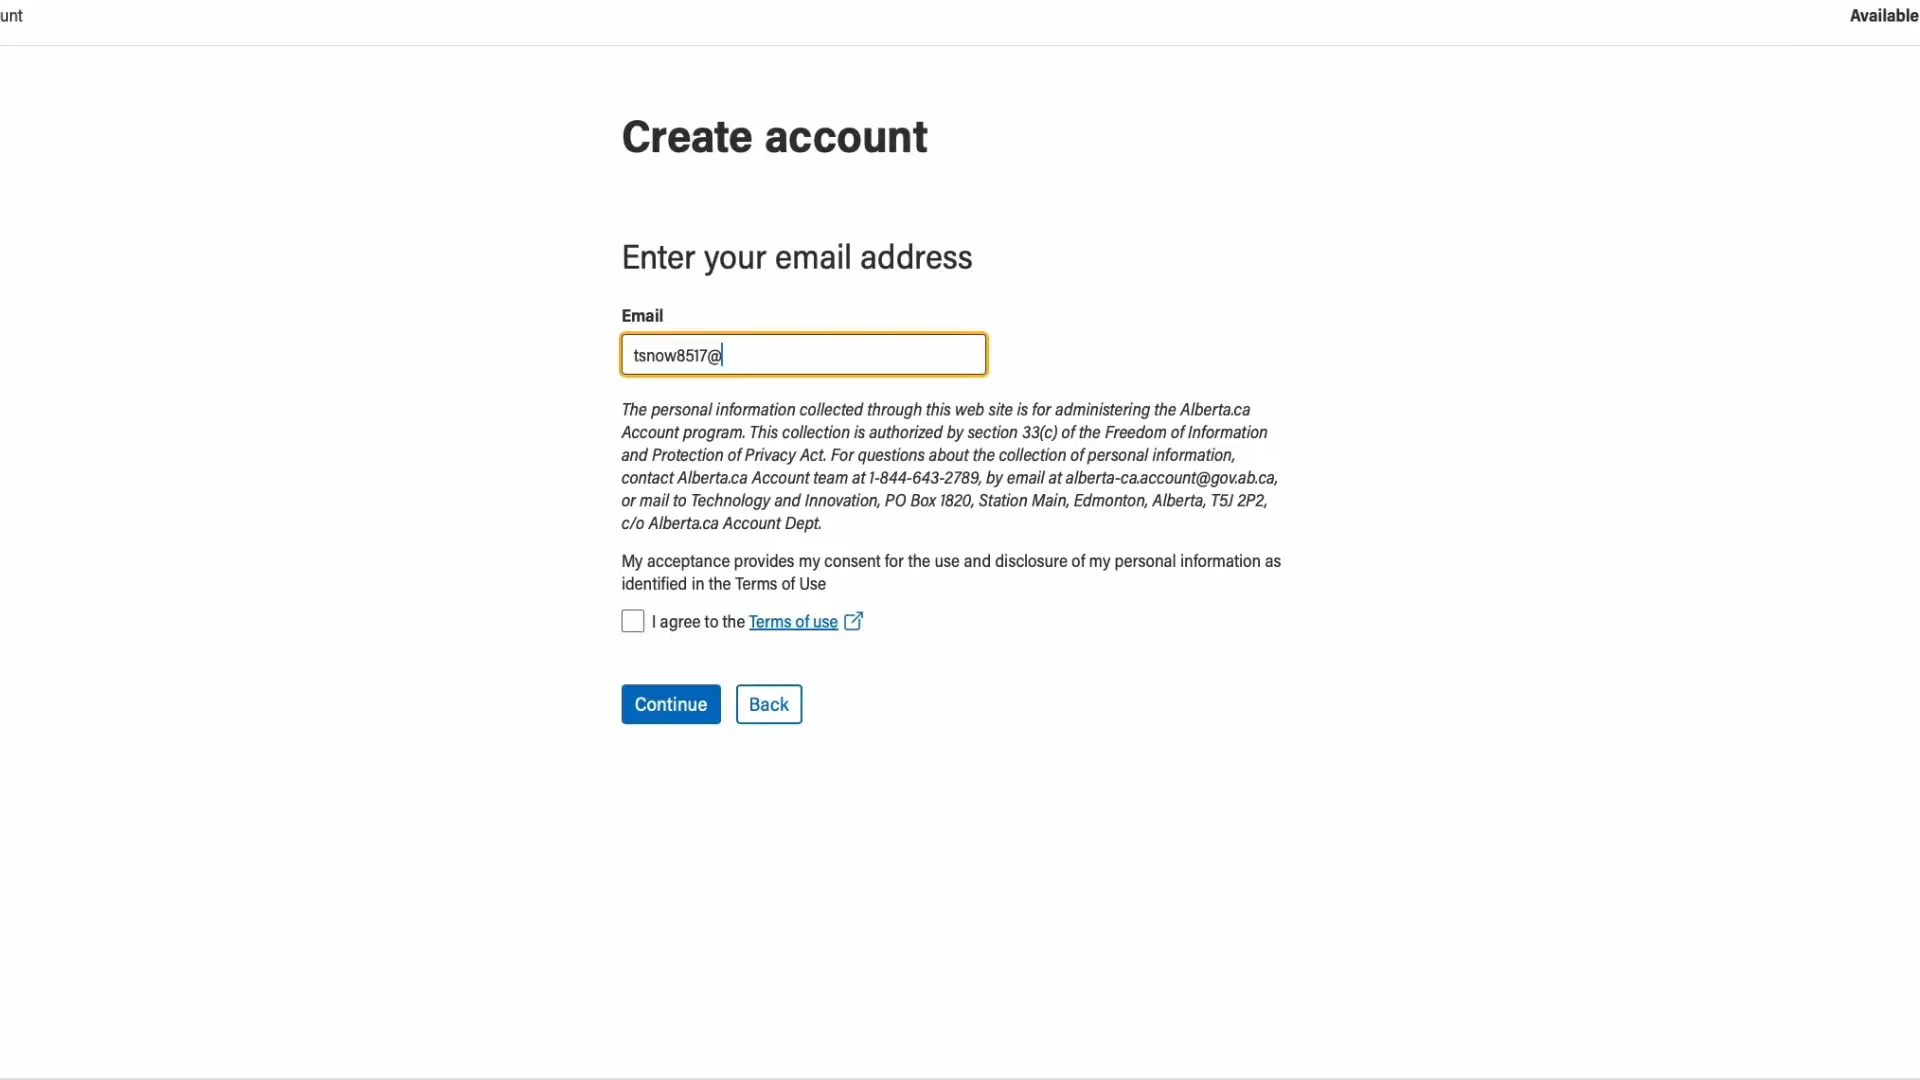 unt
Available
Create account
Enter your email address
Email
tsnow8517@
The personal information collected through this web site is for administering the Alberta.ca
Account program. This collection is authorized by section 33(c) of the Freedom of Information
and Protection of Privacy Act. For questions about the collection of personal information,
contact Alberta.ca Account team at 1-844-643-2789, by email at alberta-ca.account@gov.ab.ca,
or mail to Technology and Innovation, PO Box 1820, Station Main, Edmonton, Alberta, T5J 2P2,
c/o Alberta.ca Account Dept.
My acceptance provides my consent for the use and disclosure of my personal information as
identified in the Terms of Use
I agree to the Terms of use
Continue
Back